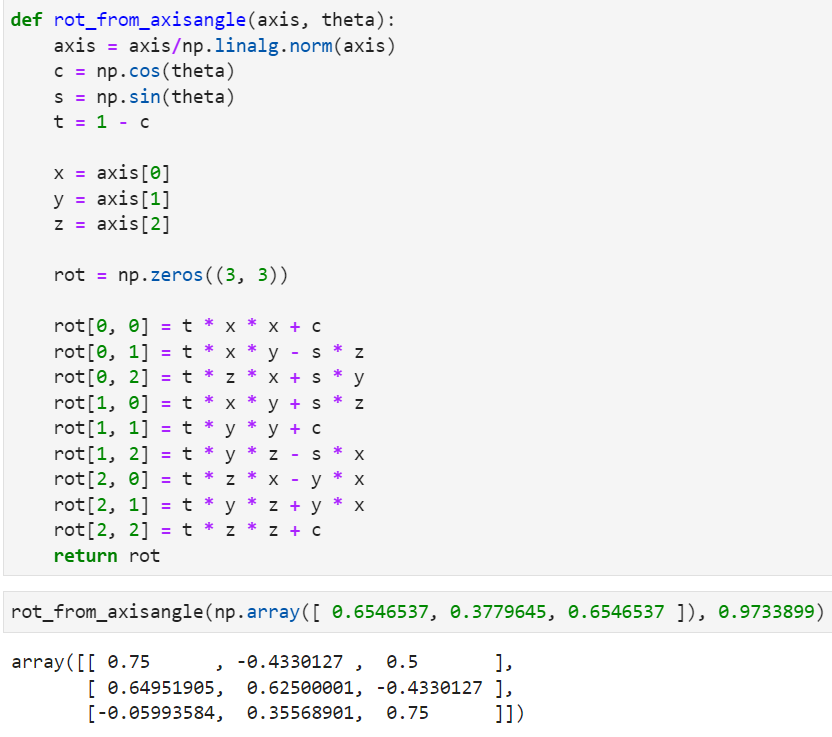 def rot_from_axisangle(axis, theta):
    axis = axis/np.linalg.norm(axis)
    c = np.cos(theta)
    s = np.sin(theta)
    t = 1 - c

    x = axis[0]
    y = axis[1]
    z = axis[2]

    rot = np.zeros((3, 3))

    rot[0, 0] = t * x * x + c
    rot[0, 1] = t * x * y - s * z
    rot[0, 2] = t * z * x + s * y
    rot[1, 0] = t * x * y + s * z
    rot[1, 1] = t * y * y + c
    rot[1, 2] = t * y * z - s * x
    rot[2, 0] = t * z * x - y * x
    rot[2, 1] = t * y * z + y * x
    rot[2, 2] = t * z * z + c
    return rot

rot_from_axisangle(np.array([ 0.6546537, 0.3779645, 0.6546537 ]), 0.9733899)

array([[ 0.75      , -0.4330127 ,  0.5       ],
       [ 0.64951905,  0.62500001, -0.4330127 ],
       [-0.05993584,  0.35568901,  0.75      ]])